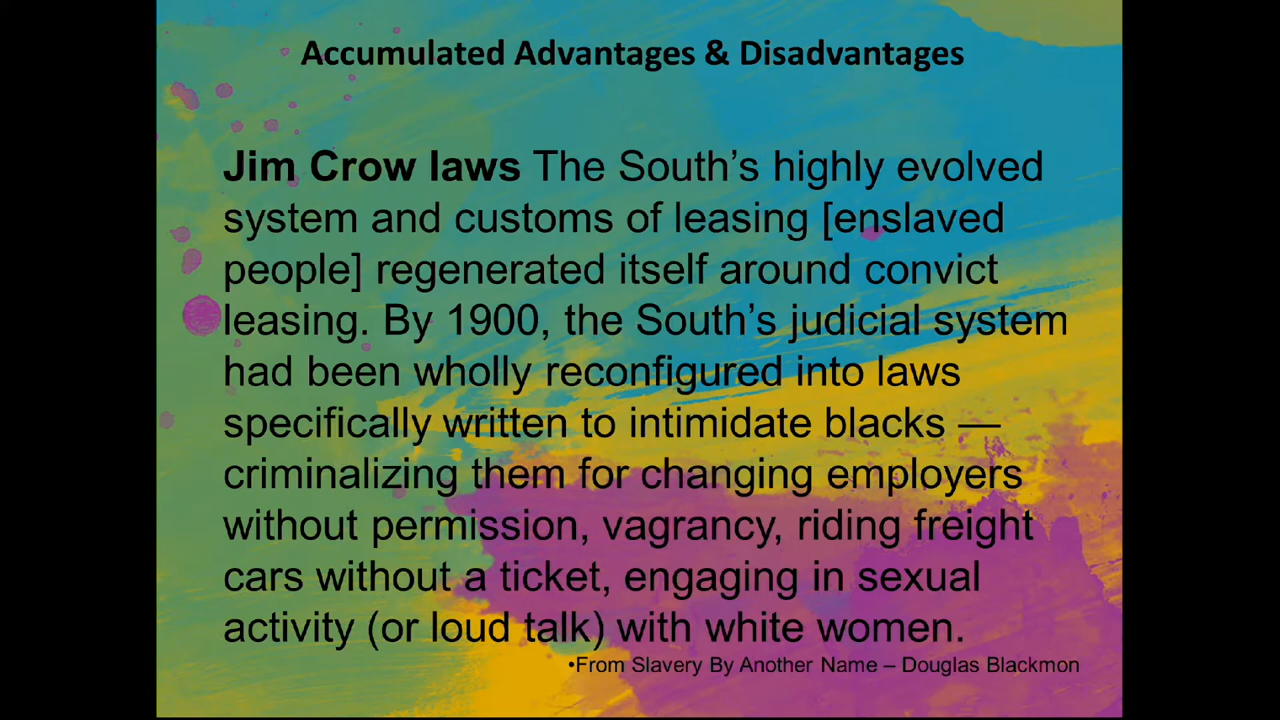 Accumulated Advantages & Disadvantages
Jim Crow laws The South’s highly evolved
system and customs of leasing [enslaved
people] regenerated itself around convict
leasing. By 1900, the South’s judicial system
had been wholly reconfigured into laws
specifically written to intimidate blacks —
criminalizing them for changing employers
without permission, vagrancy, riding freight
cars without a ticket, engaging in sexual
activity (or loud talk) with white women.
•From Slavery By Another Name – Douglas Blackmon